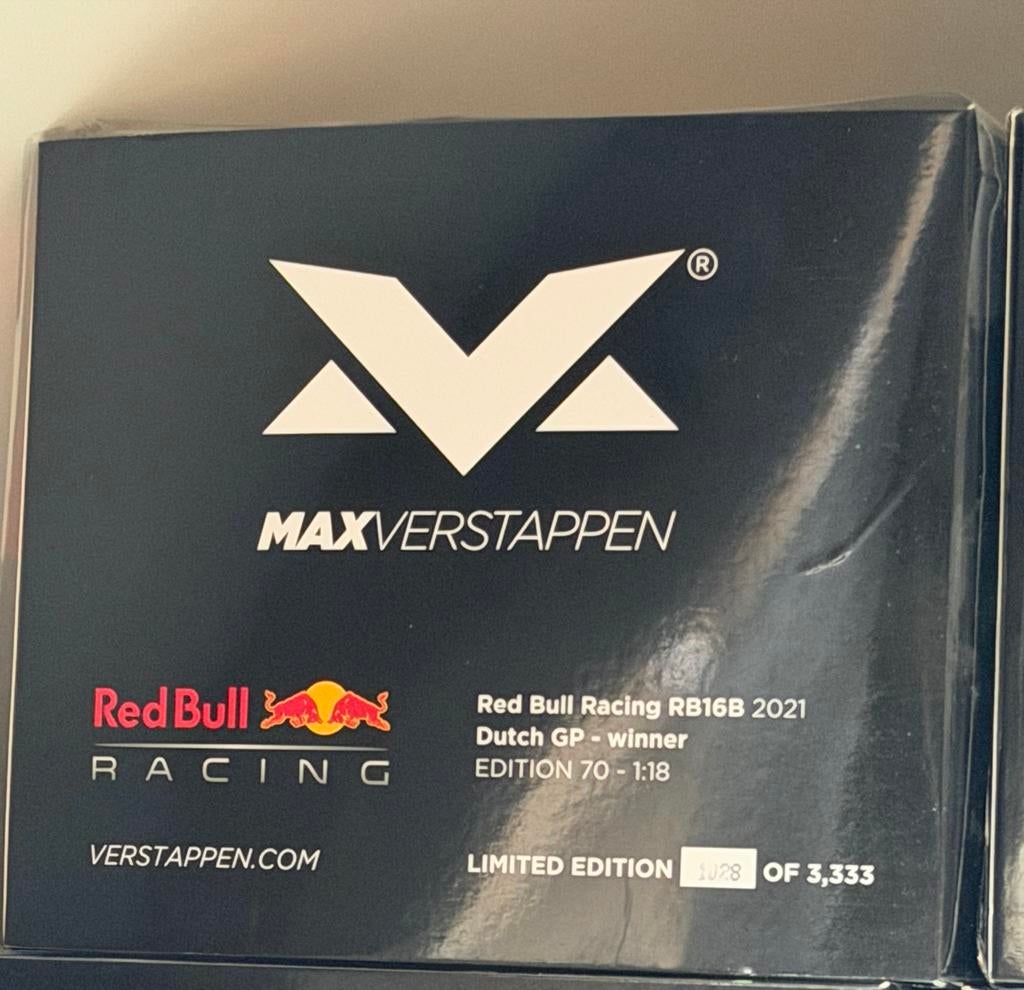 ®
MAXVERSTAPPEN
Red Bull
RACING
Red Bull Racing RB16B 2021
Dutch GP - winner
EDITION 70 - 1:18
VERSTAPPEN.COM
LIMITED EDITION 1028 OF 3,333